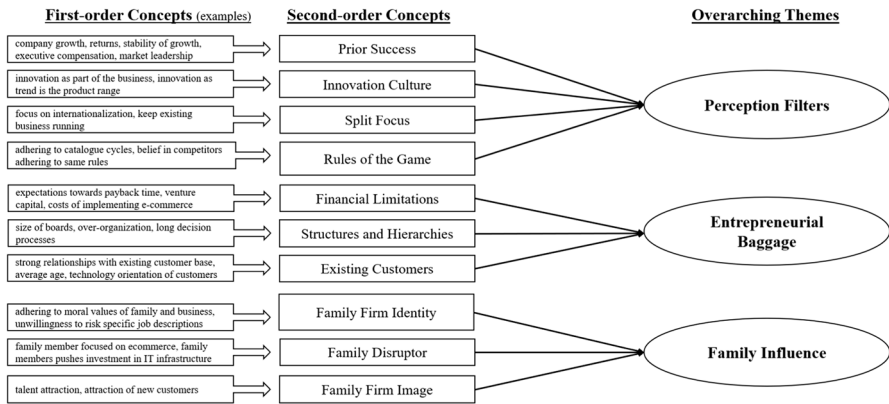 First-order Concepts (examples)
Second-order Concepts
Overarching Themes
company growth, returns, stability of growth,
executive compensation, market leadership
Prior Success
innovation as part of the business, innovation as
trend is the product range
Innovation Culture
focus on internationalization, keep existing
business running
Split Focus
adhering to catalogue cycles, belief in competitors
adhering to same rules
Rules of the Game
Perception Filters
expectations towards payback time, venture
capital, costs of implementing e-commerce
Financial Limitations
size of boards, over-organization, long decision
processes
Structures and Hierarchies
strong relationships with existing customer base,
average age, technology orientation of customers
Existing Customers
Entrepreneurial
Baggage
adhering to moral values of family and business,
unwillingness to risk specific job descriptions
Family Firm Identity
family member focused on ecommerce, family
members pushes investment in IT infrastructure
Family Disruptor
talent attraction, attraction of new customers
Family Firm Image
Family Influence